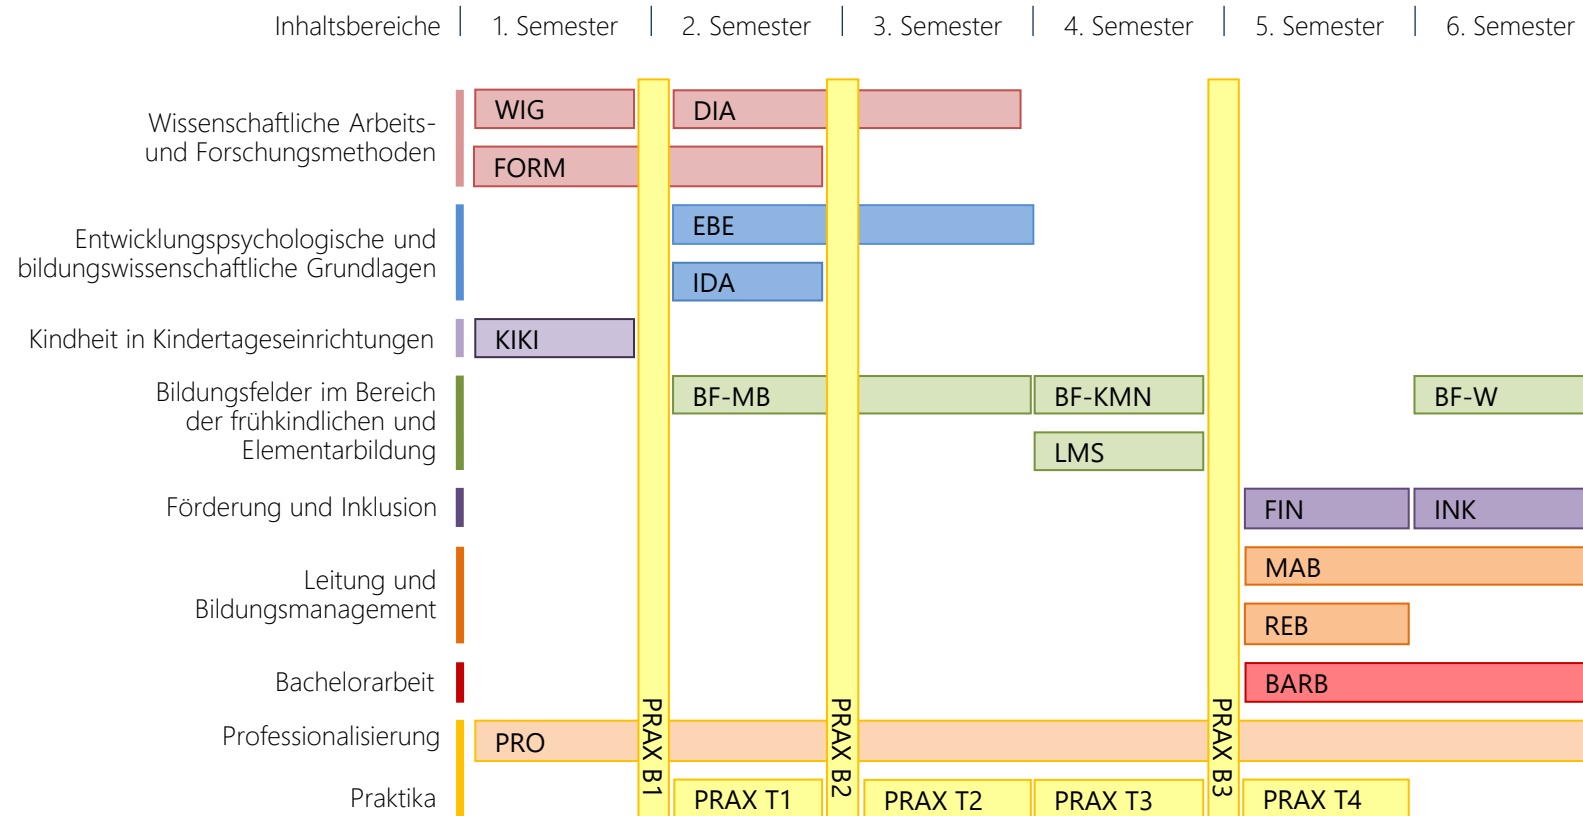 Inhaltsbereiche 1. Semester 2. Semester 3. Semester 4. Semester 5. Semester 6. Semester
Wissenschaftliche Arbeits-
und Forschungsmethoden
WIG DIA
FORM
Entwicklungspsychologische und
bildungswissenschaftliche Grundlagen
EBE
IDA
Kindheit in Kindertageseinrichtungen
KIKI
Bildungsfelder im Bereich
der frühkindlichen und
Elementarbildung
BF-MB BF-KMN BF-W
LMS
Förderung und Inklusion
FIN INK
Leitung und
Bildungsmanagement
MAB
REB
Bachelorarbeit
BARB
Professionalisierung
PRO
Praktika
PRAX T1 PRAX T2 PRAX T3 PRAX T4
PRAX B1
PRAX B2
PRAX B3